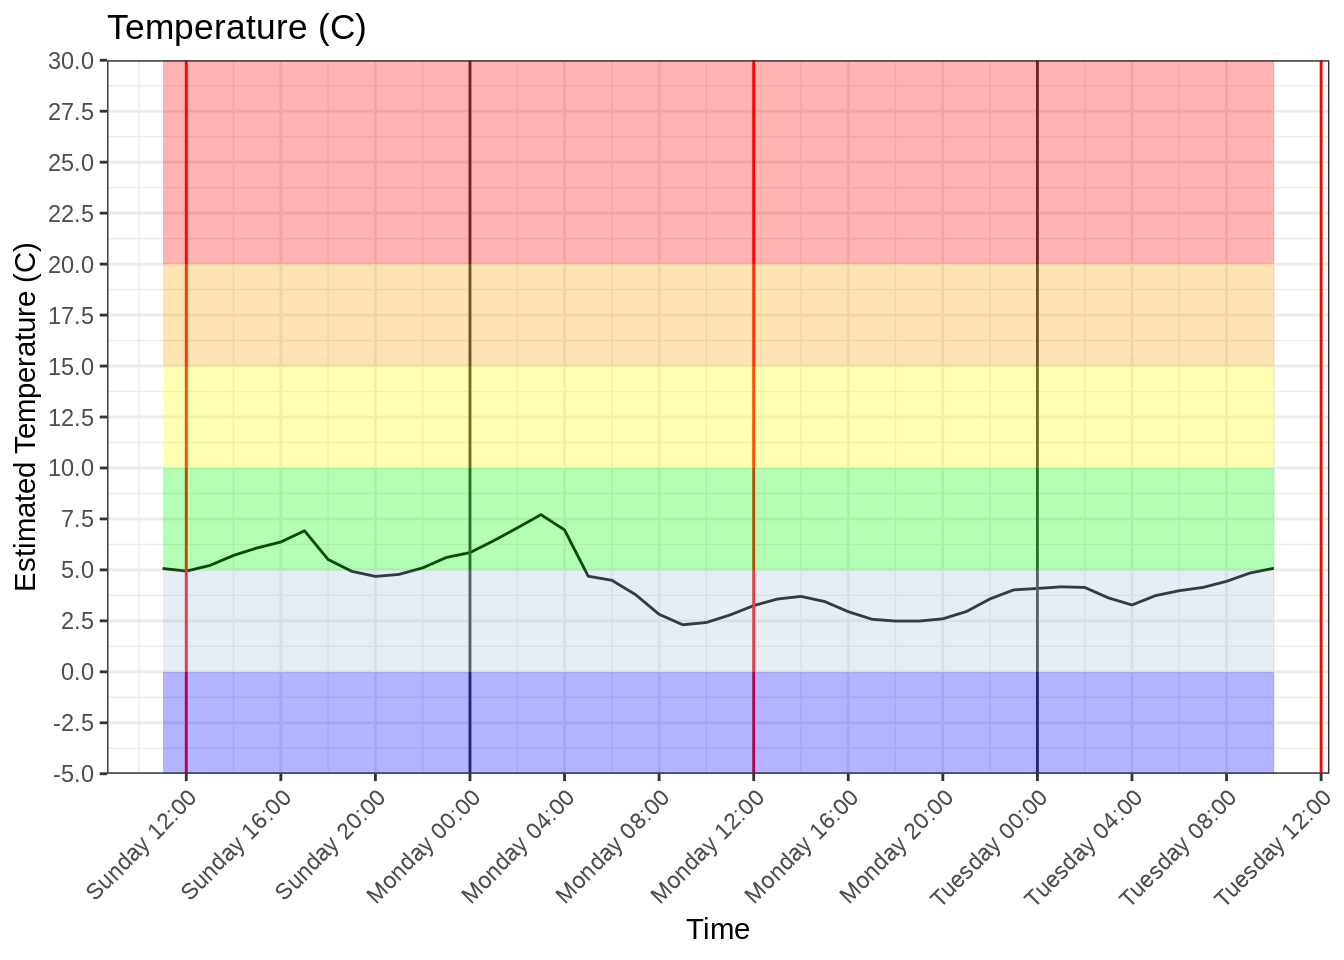 Temperature (C)
30.0
27.5
25.0
22.5
20.0
17.5
15.0
12.5
10.0
7.5
5.0
2.5
0.0
-2.5
-5.0
Estimated Temperature (C)
Sunday 12:00
Sunday 16:00
Sunday 20:00
Monday 00:00
Monday 04:00
Monday 08:00
Monday 12:00
Monday 16:00
Monday 20:00
Tuesday 00:00
Tuesday 04:00
Tuesday 08:00
Tuesday 12:00
Time